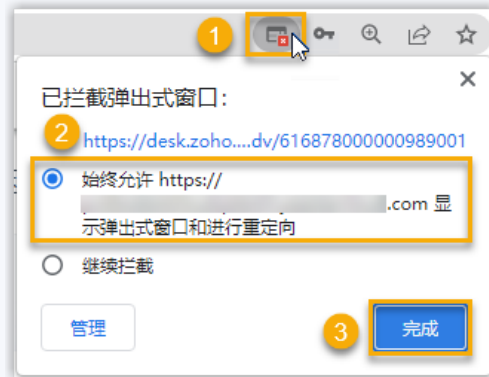 1
已拦截弹出式窗口：
2
https://desk.zoho....dv/616878000000989001
始终允许 https://
.com 显
示弹出式窗口和进行重定向
继续拦截
管理
3
完成